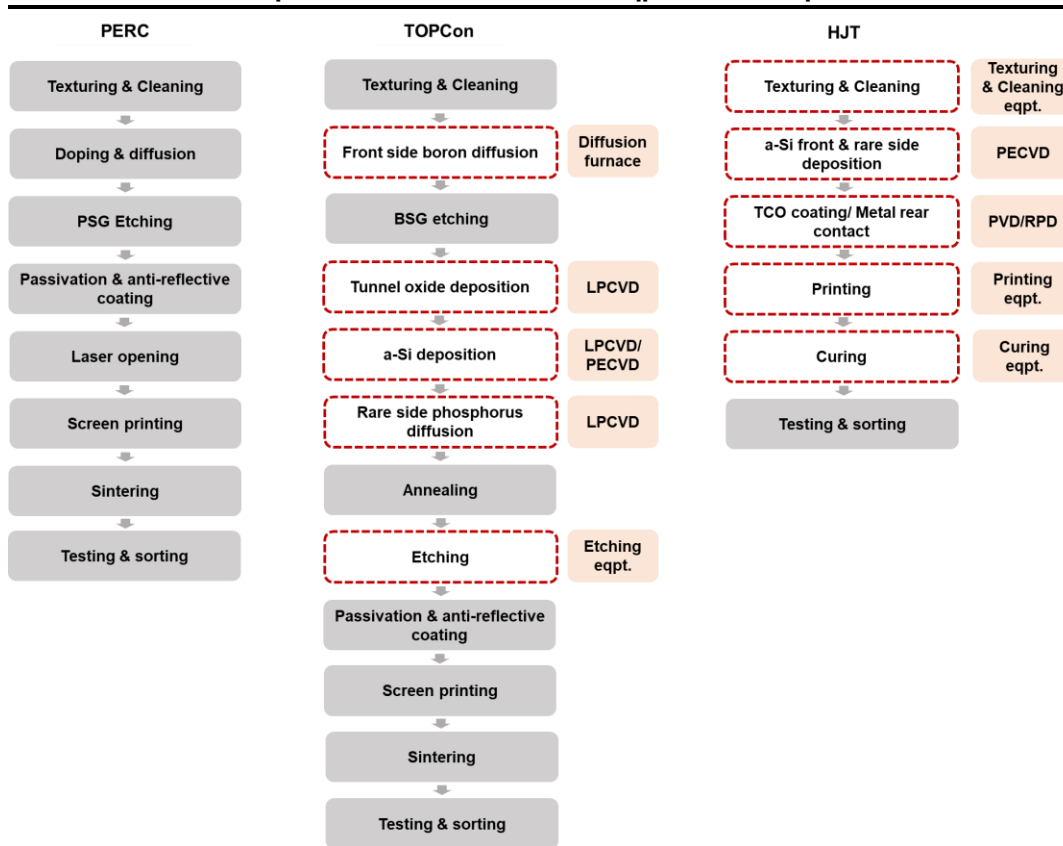 PERC
Texturing & Cleaning
Doping & diffusion
PSG Etching
Passivation & anti-reflective
coating
Laser opening
Screen printing
Sintering
Testing & sorting
TOPCon
Texturing & Cleaning
Front side boron diffusion
Diffusion
furnace
BSG etching
Tunnel oxide deposition
LPCVD
a-Si deposition
LPCVD/
PECVD
Rare side phosphorus
diffusion
LPCVD
Annealing
Etching
Etching
eqpt.
Passivation & anti-reflective
coating
Screen printing
Sintering
Testing & sorting
HJT
Texturing & Cleaning
Texturing
& Cleaning
eqpt.
a-Si front & rare side
deposition
PECVD
TCO coating/ Metal rear
contact
PVD/RPD
Printing
Printing
eqpt.
Curing
Curing
eqpt.
Testing & sorting